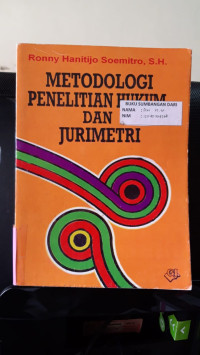 Ronny Hanitijo Soemitro, S.H.
METODOLOGI
PENELITIAN HUKUM
DAN
JURIMETRI
BUKU SUMBANGAN DARI
NAMA :
NIM :